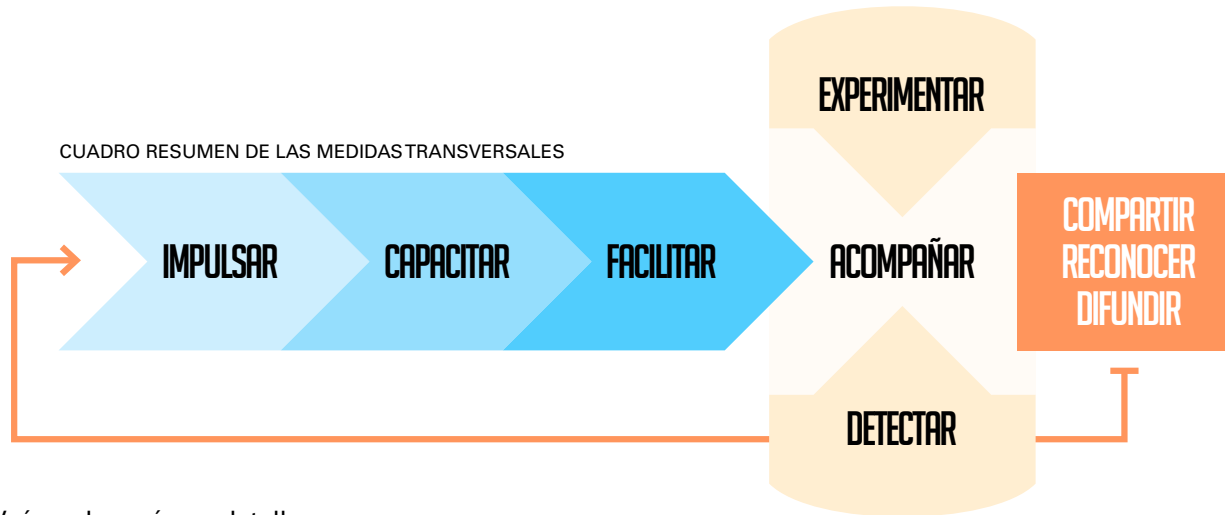 CUADRO RESUMEN DE LAS MEDIDAS TRANSVERSALES
IMPULSAR
CAPACITAR
FACILITAR
EXPERIMENTAR
ACOMPAÑAR
DETECTAR
COMPARTIR
RECONOCER
DIFUNDIR